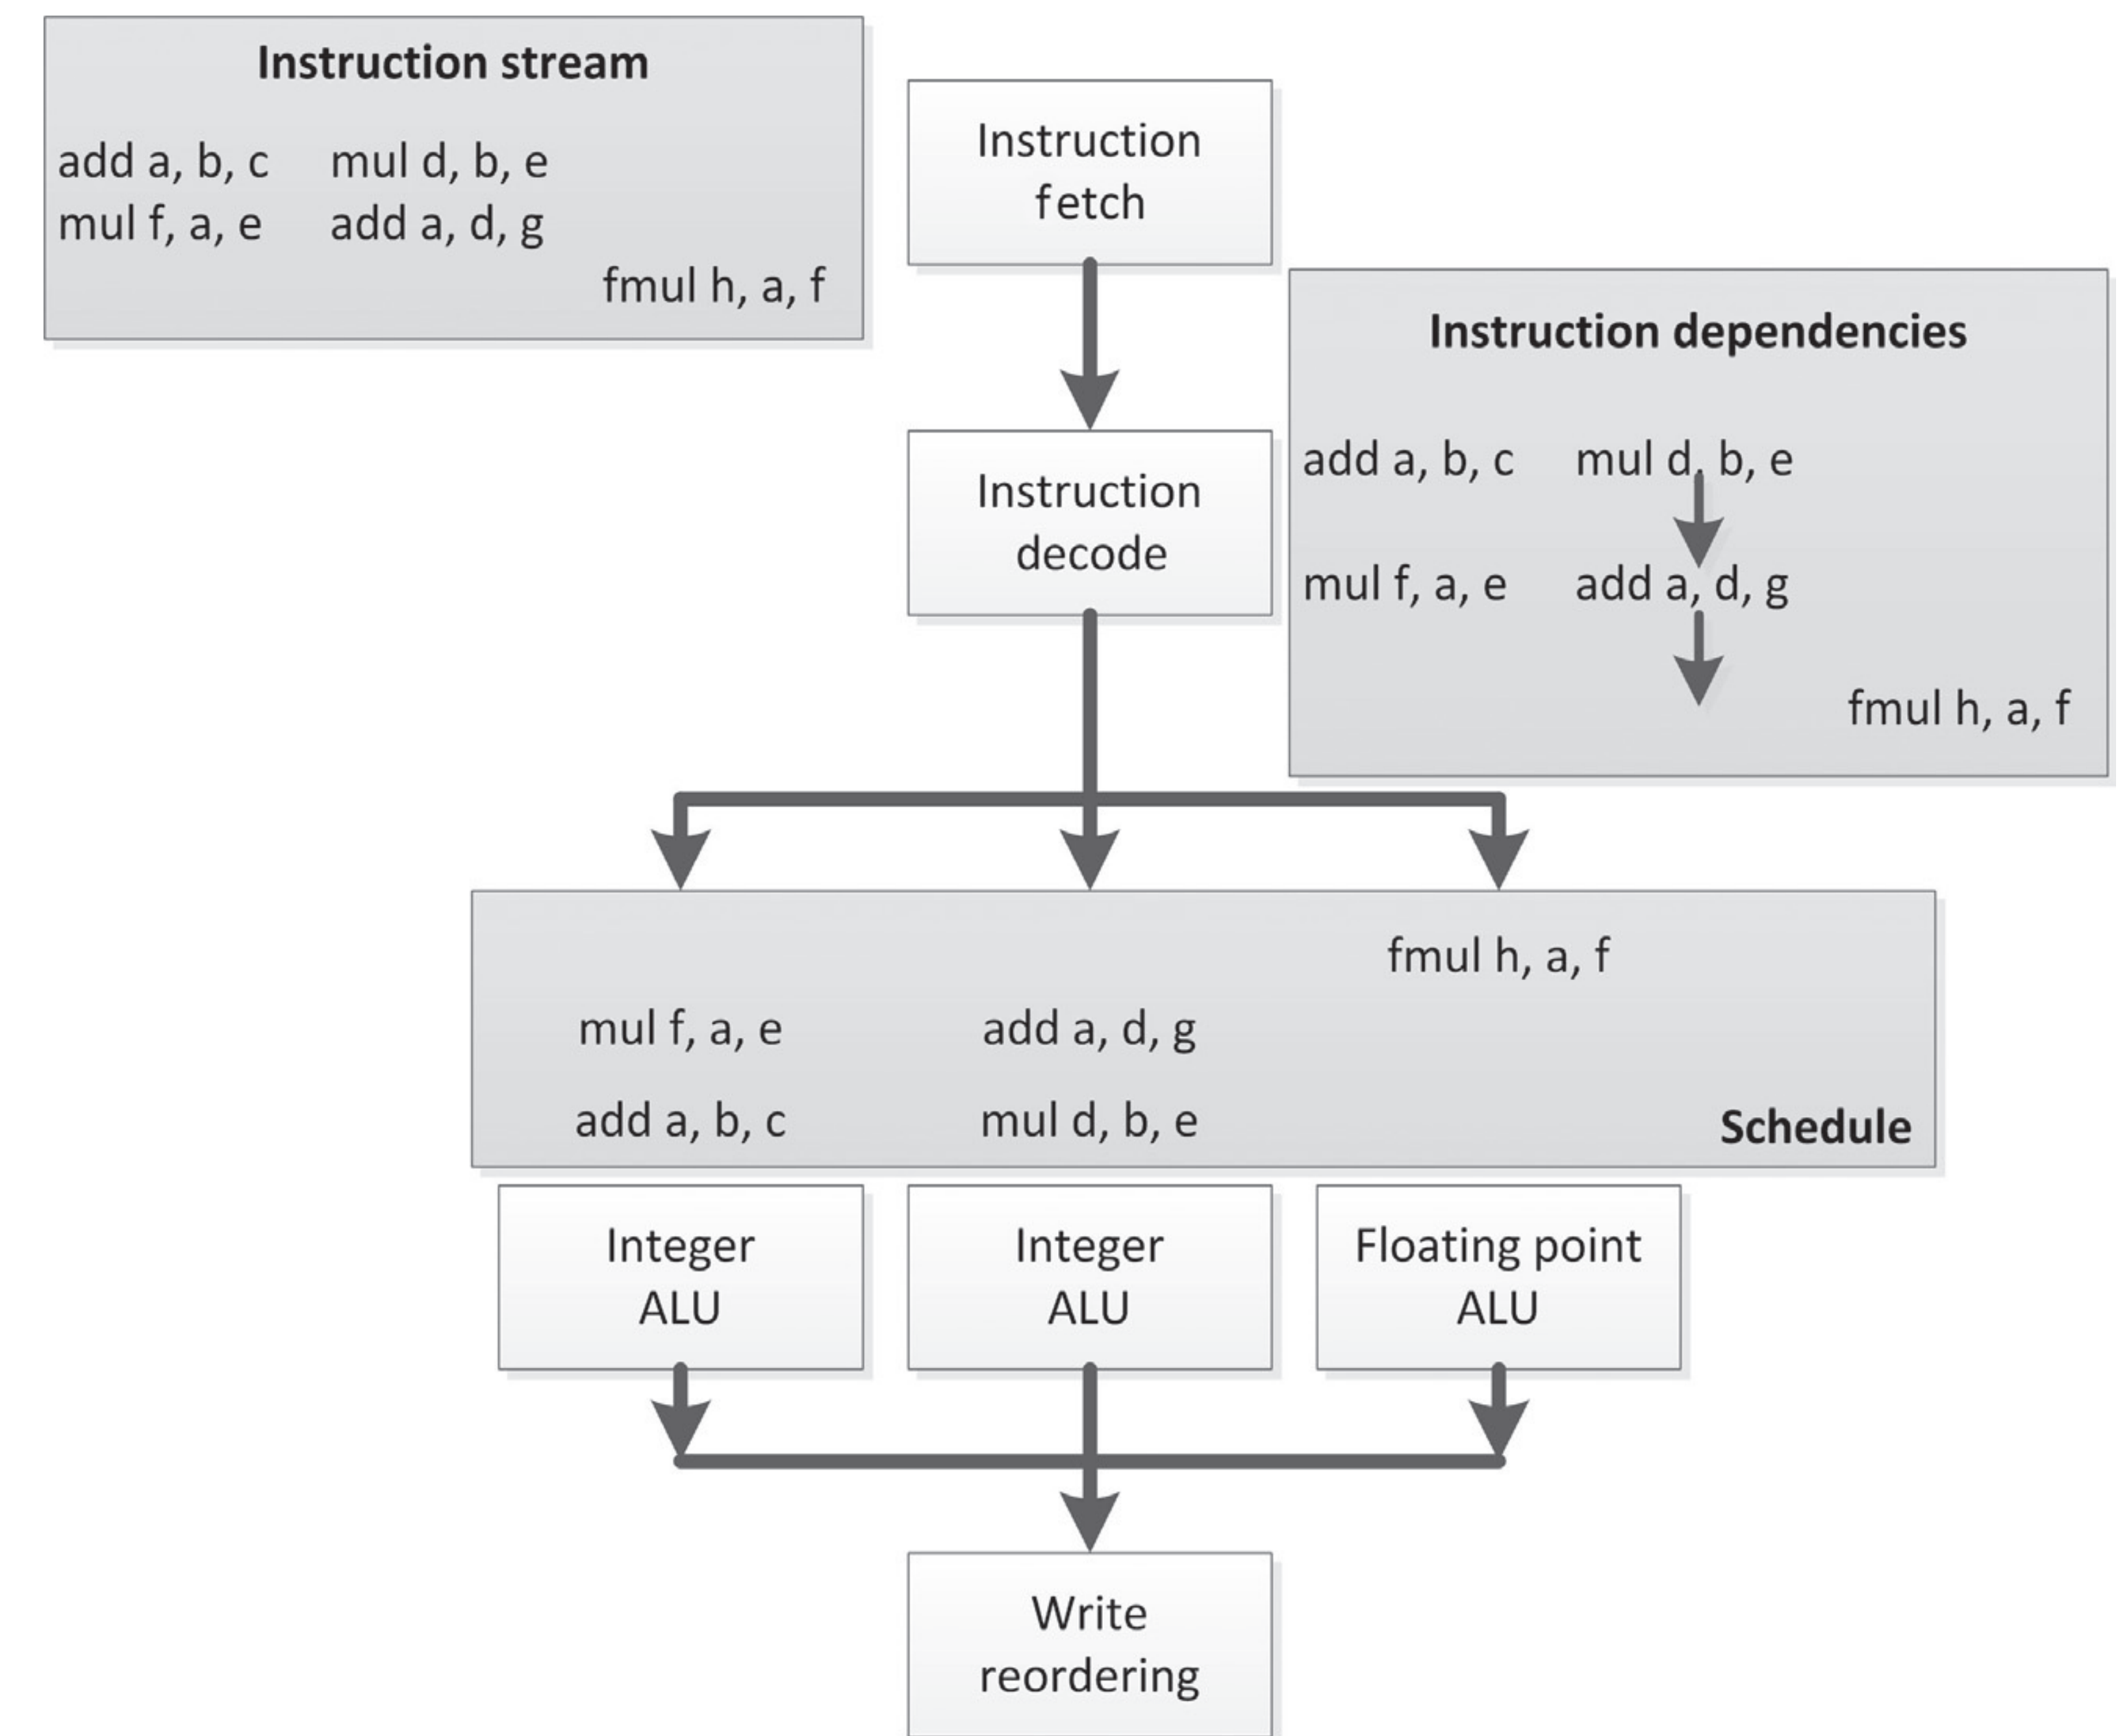 Instruction stream
add a, b, c mul d, b, e
mul f, a, e add a, d, g
fmul h, a, f
Instruction
fetch
Instruction dependencies
add a, b, c mul d, b, e
mul f, a, e add a, d, g
fmul h, a, f
Instruction
decode
fmul h, a, f
mul f, a, e add a, d, g
add a, b, c mul d, b, e
Schedule
Integer
ALU
Integer
ALU
Floating point
ALU
Write
reordering